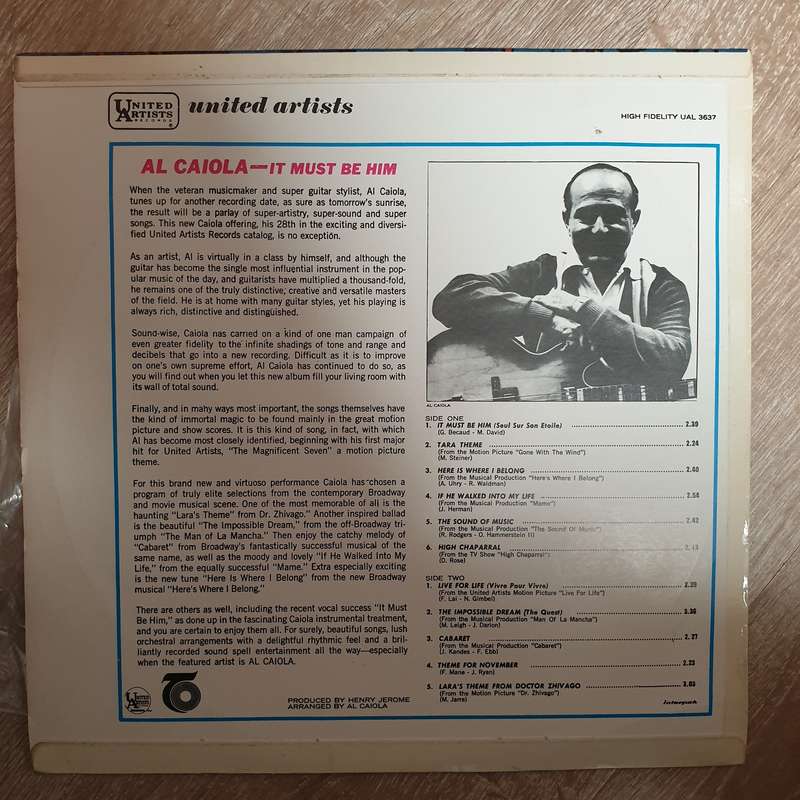 UNITED ARTISTS RECORDS
united artists
HIGH FIDELITY UAL 3637
AL CAIOLA—IT MUST BE HIM
When the veteran musicmaker and super guitar stylist, Al Caiola,
tunes up for another recording date, as sure as tomorrow's sunrise,
the result will be a parlay of super-artistry, super-sound and super
songs. This new Caiola offering, his 28th in the exciting and diversi-
fied United Artists Records catalog, is no exception.
As an artist, Al is virtually in a class by himself, and although the
guitar has become the single most influential instrument in the pop-
ular music of the day, and guitarists have multiplied a thousand-fold,
he remains one of the truly distinctive, creative and versatile masters
of the field. He is at home with many guitar styles, yet his playing is
always rich, distinctive and distinguished.
Sound-wise, Caiola has carried on a kind of one man campaign of
even greater fidelity to the infinite shadings of tone and range and
decibels that go into a new recording. Difficult as it is to improve
on one's own supreme effort, Al Caiola has continued to do so, as
you will find out when you let this new album fill your living room with
its wall of total sound.
Finally, and in many ways most important, the songs themselves have
the kind of immortal magic to be found mainly in the great motion
picture and show scores. It is this kind of song, in fact, with which
Al has become most closely identified, beginning with his first major
hit for United Artists, "The Magnificent Seven" a motion picture
theme.
For this brand new and virtuoso performance Caiola has chosen a
program of truly elite selections from the contemporary Broadway
and movie musical scene. One of the most memorable of all is the
haunting "Lara's Theme" from Dr. Zhivago." Another inspired ballad
is the beautiful "The Impossible Dream," from the off-Broadway tri-
umph "The Man of La Mancha." Then enjoy the catchy melody of
"Cabaret" from Broadway's fantastically successful musical of the
same name, as well as the moody and lovely "If He Walked Into My
Life," from the equally successful "Mame." Extra especially exciting
is the new tune "Here Is Where I Belong" from the new Broadway
musical "Here's Where I Belong."
There are others as well, including the recent vocal success "It Must
Be Him," as done up in the fascinating Caiola instrumental treatment,
and you are certain to enjoy them all. For surely, beautiful songs, lush
orchestral arrangements with a delightful rhythmic feel and a bril-
liantly recorded sound spell entertainment all the way—especially
when the featured artist is AL CAIOLA.
PRODUCED BY HENRY JEROME
ARRANGED BY AL CAIOLA
AL CAIOLA
SIDE ONE
1. IT MUST BE HIM (Seul Sur Son Etoile) 2.39
(G. Becaud - M. David)
2. TARA THEME 2.24
(From the Motion Picture "Gone With The Wind")
(M. Steiner)
3. HERE IS WHERE I BELONG 2.40
(From the Musical Production "Here's Where I Belong")
(A. Uhry - R. Waldman)
4. IF HE WALKED INTO MY LIFE 2.54
(From the Musical Production "Mame")
(J. Herman)
5. THE SOUND OF MUSIC 2.42
(From the Musical Production "The Sound Of Music")
(R. Rodgers - O. Hammerstein II)
6. HIGH CHAPARRAL
(From the TV Show "High Chaparral")
(D. Rose)
SIDE TWO
1. LIVE FOR LIFE (Vivre Pour Vivre)
(From the United Artists Motion Picture "Live For Life")
(F. Lai - N. Gimbel)
2. THE IMPOSSIBLE DREAM (The Quest)
(From the Musical Production "Man Of La Mancha")
(M. Leigh - J. Darion)
3. CABARET 2.27
(From the Musical Production "Cabaret")
(J. Kandes - F. Ebb)
4. THEME FOR NOVEMBER 2.23
(F. Mane - J. Ryan)
5. LARA'S THEME FROM DOCTOR ZHIVAGO 3.05
(From the Motion Picture "Dr. Zhivago")
(M. Jarre)
Interpak